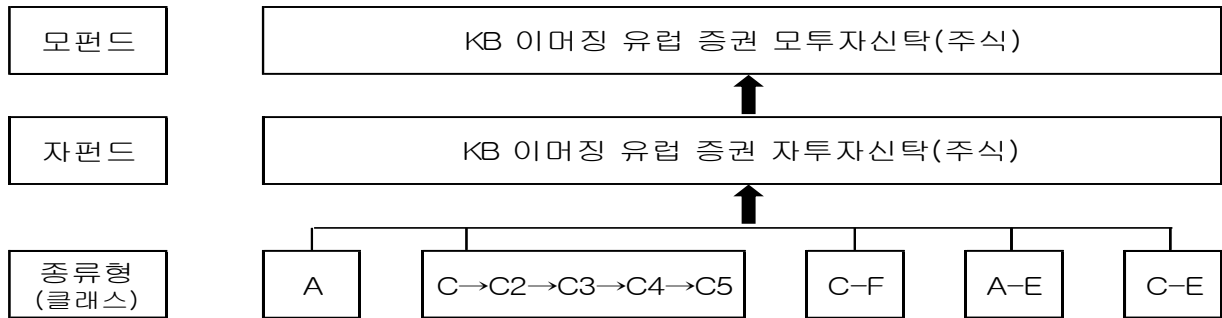 모펀드
KB 이머징 유럽 증권 모투자신탁(주식)
자펀드
KB 이머징 유럽 증권 자투자신탁(주식)
종류형
(클래스)
A
C→C2→C3→C4→C5
C-F
A-E
C-E